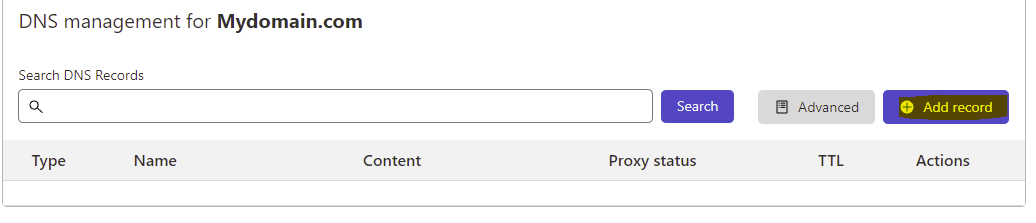 DNS management for Mydomain.com
Search DNS Records
Search Advanced Add record
Type Name Content Proxy status TTL Actions